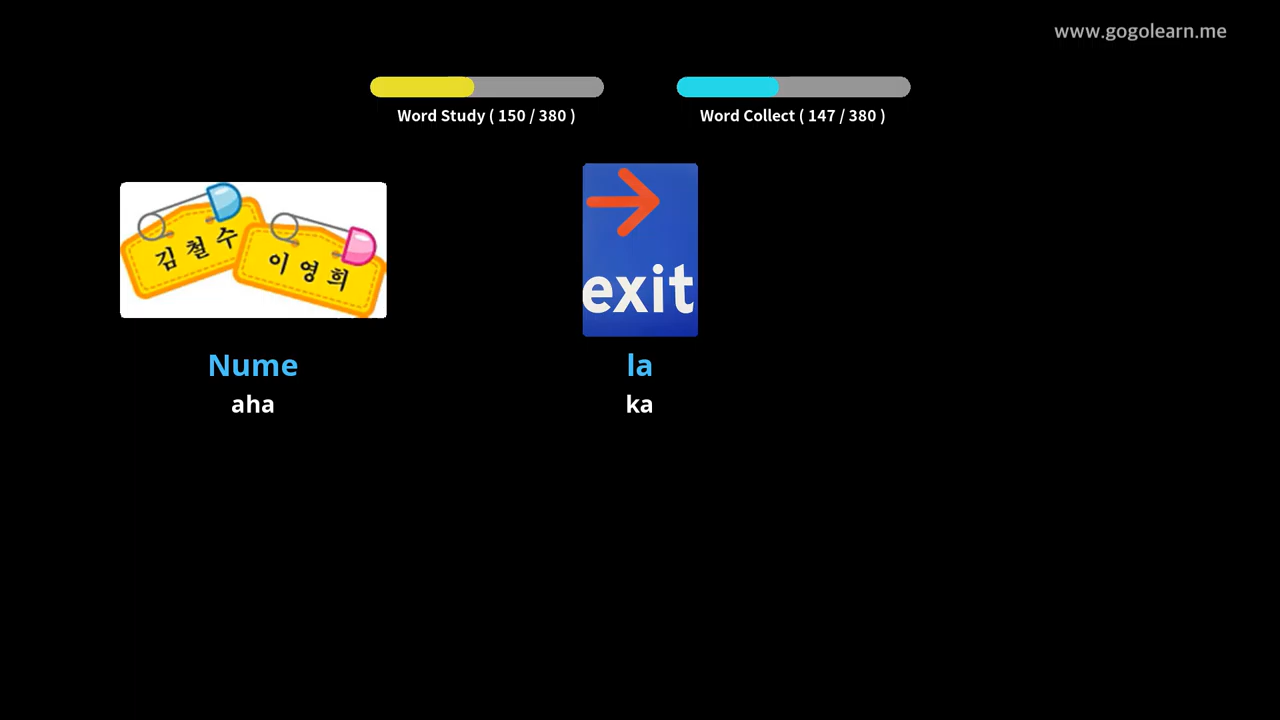 www.gogolearn.me
Word Study ( 150 / 380 )
Word Collect ( 147 / 380 )
김철수
이영희
exit
Nume
la
aha
ka